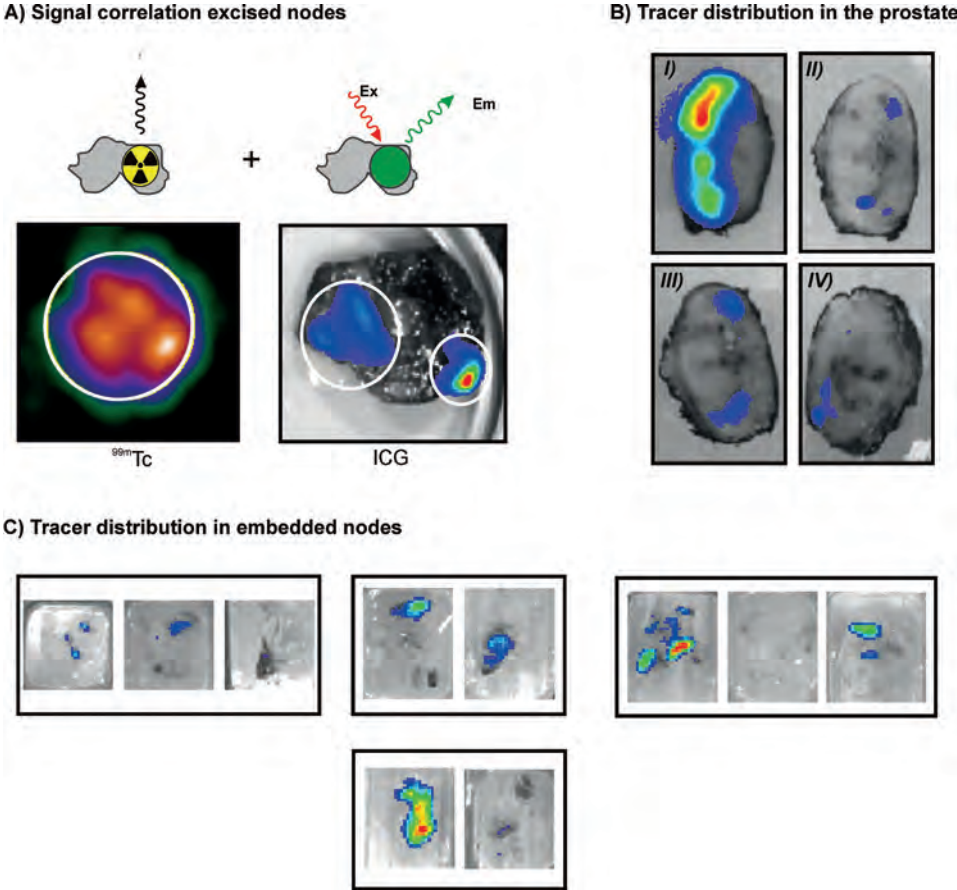 A) Signal correlation excised nodes
B) Tracer distribution in the prostate
Ex
Em
+
I)
II)
III)
IV)
99mTc
ICG
C) Tracer distribution in embedded nodes